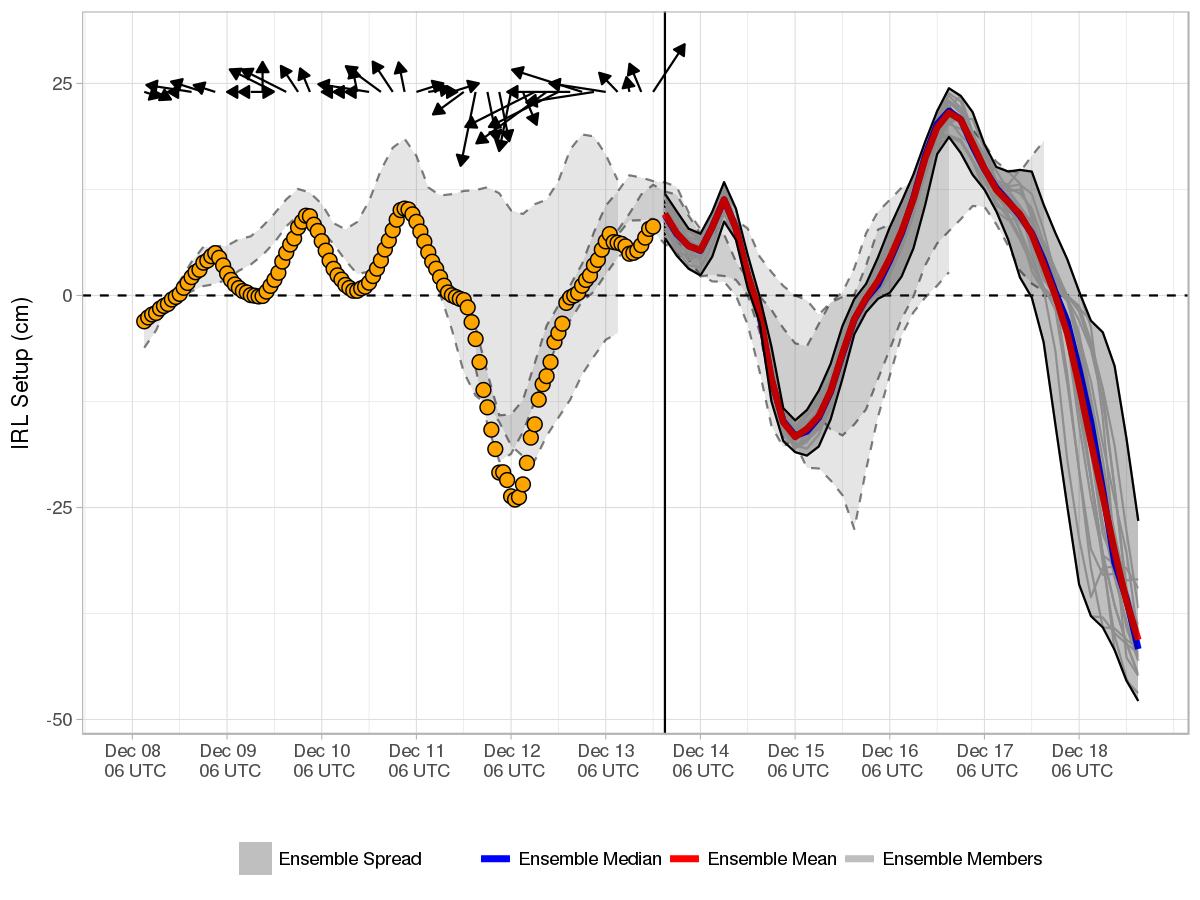 IRL Setup (cm)
25
0
-25
-50
Dec 08 Dec 09 Dec 10 Dec 11 Dec 12 Dec 13 Dec 14 Dec 15 Dec 16 Dec 17 Dec 18
06 UTC 06 UTC 06 UTC 06 UTC 06 UTC 06 UTC 06 UTC 06 UTC 06 UTC 06 UTC 06 UTC
Ensemble Spread Ensemble Median Ensemble Mean Ensemble Members